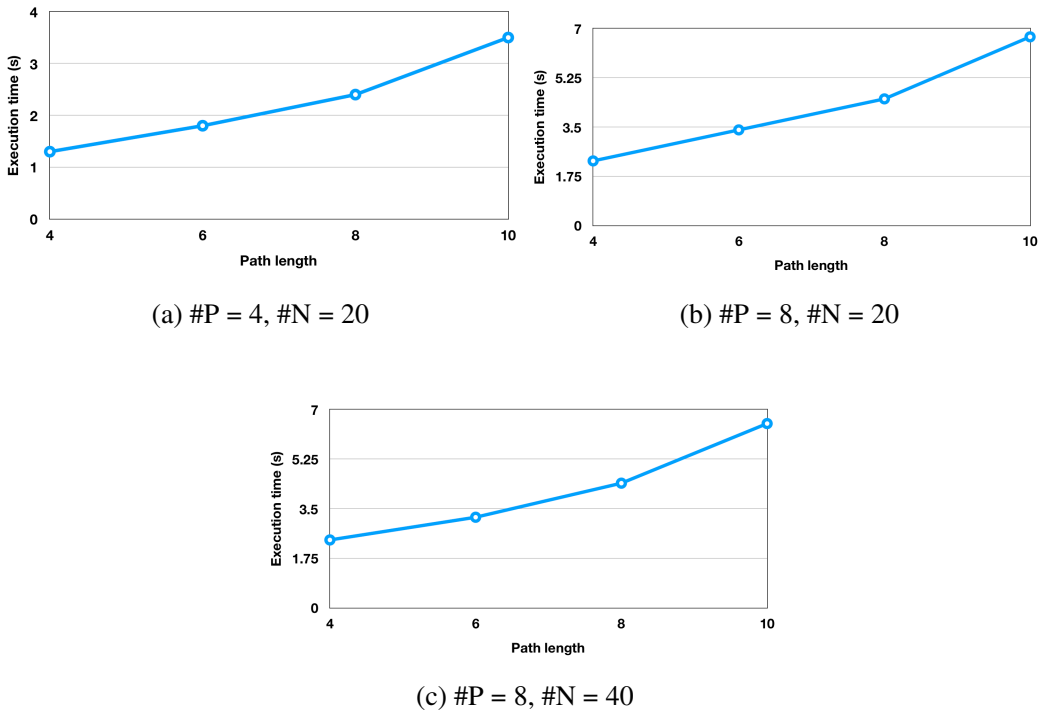 4
3
2
1
0
Execution time (s)
4 6 8 10
Path length
(a) #P = 4, #N = 20
7
5.25
3.5
1.75
0
Execution time (s)
4 6 8 10
Path length
(b) #P = 8, #N = 20
7
5.25
3.5
1.75
0
Execution time (s)
4 6 8 10
Path length
(c) #P = 8, #N = 40